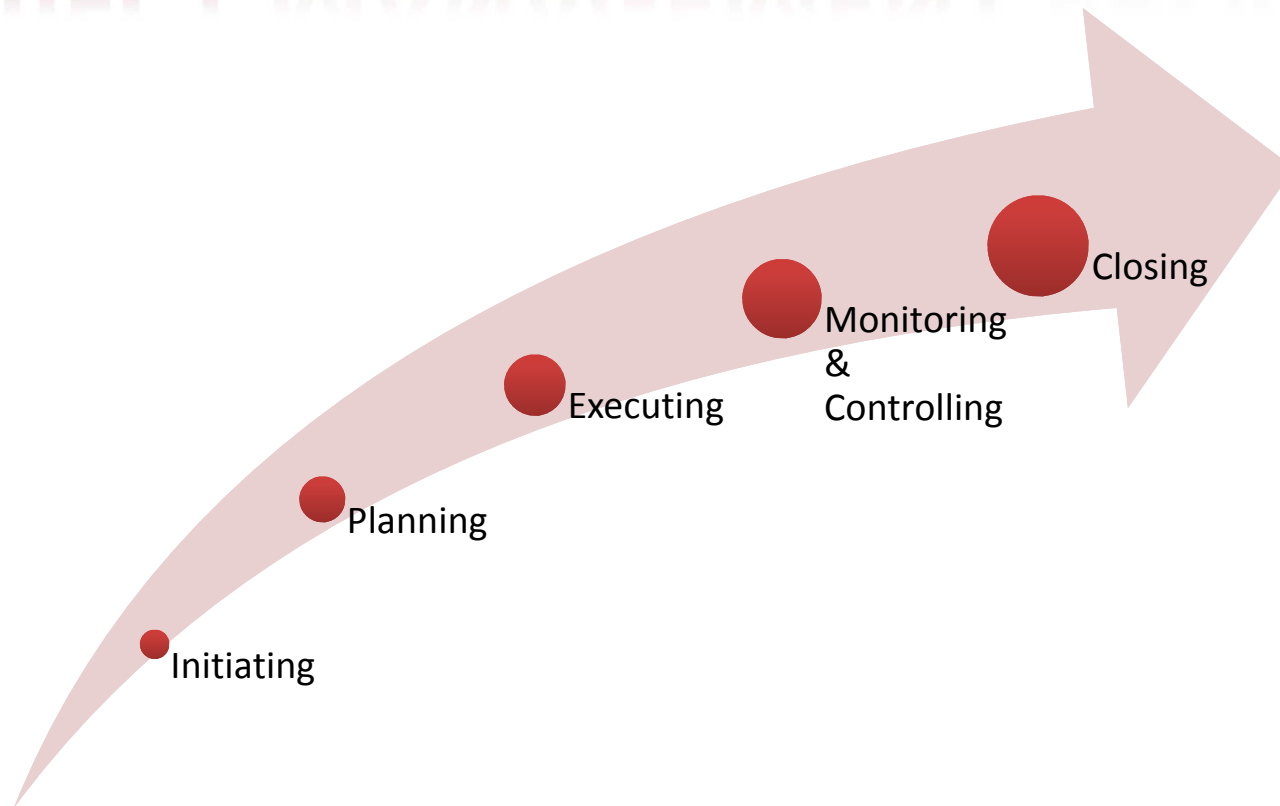 Initiating
Planning
Executing
Monitoring
&
Controlling
Closing